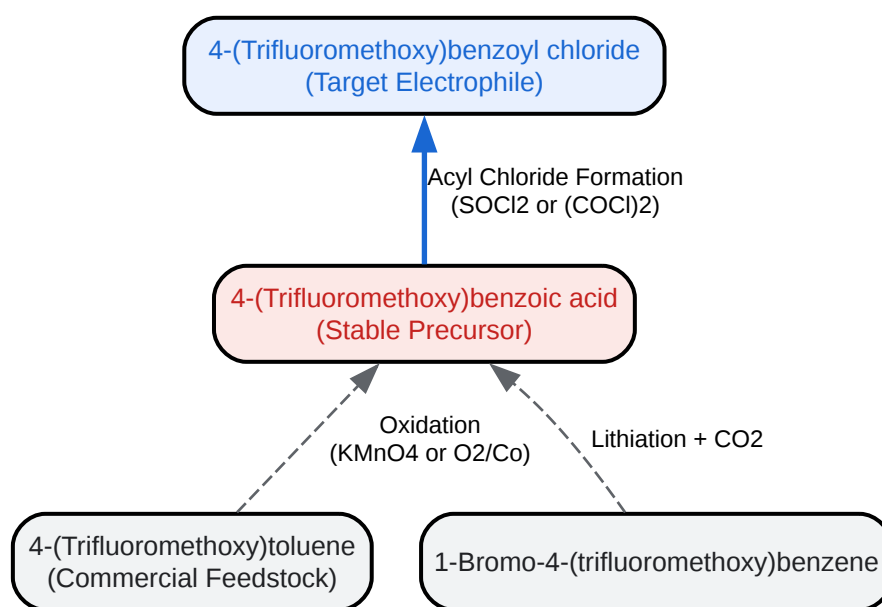 4-(Trifluoromethoxy)benzoyl chloride
(Target Electrophile)
Acyl Chloride Formation
(SOCl2 or (COCl)2)
4-(Trifluoromethoxy)benzoic acid
(Stable Precursor)
Oxidation
(KMnO4 or O2/Co)
Lithiation + CO2
4-(Trifluoromethoxy)toluene
(Commercial Feedstock)
1-Bromo-4-(trifluoromethoxy)benzene